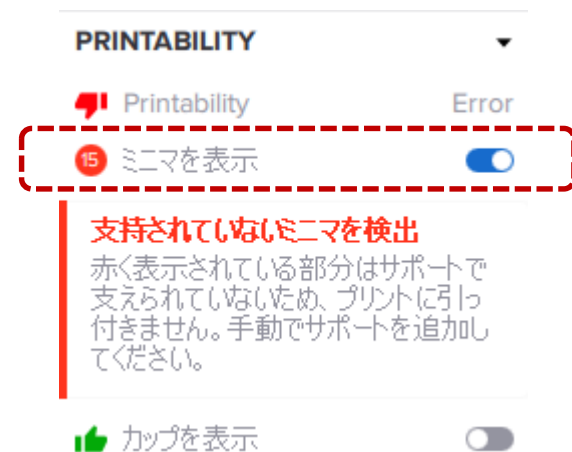 PRINTABILITY
Printability Error
15 ミニマを表示
支持されていないミニマを検出
赤く表示されている部分はサポートで
支えられていないため、プリントに引っ
付きません。手動でサポートを追加し
てください。
カップを表示